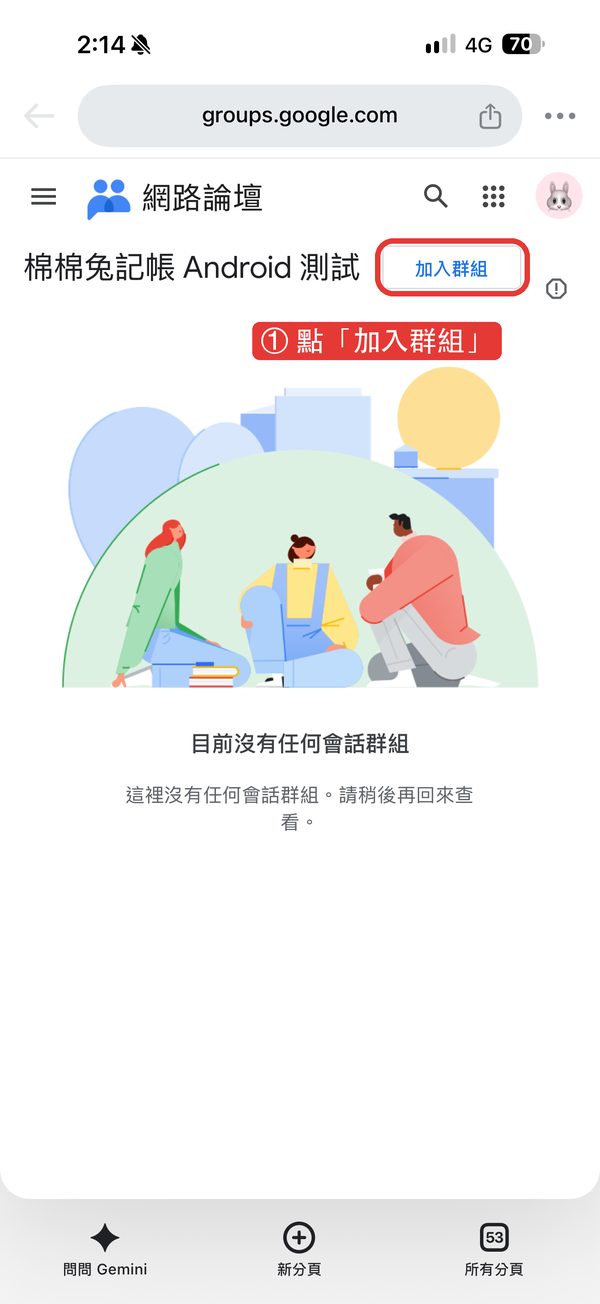 2:14 4G 70
groups.google.com
網路論壇
棉棉兔記帳 Android 測試 加入群組
① 點「加入群組」
目前沒有任何會話群組
這裡沒有任何會話群組。請稍後再回來查
看。
53
問問 Gemini 新分頁 所有分頁